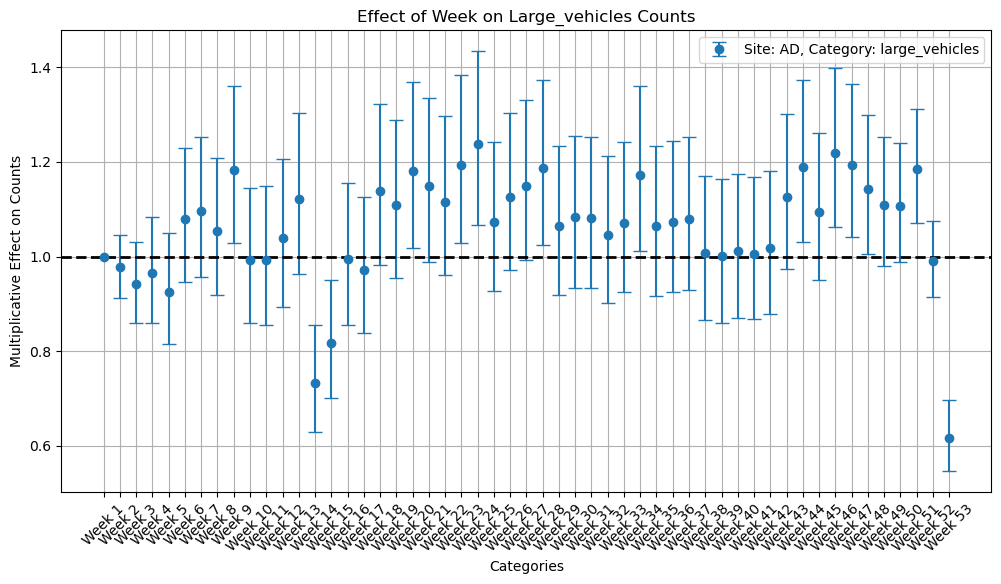 Effect of Week on Large_vehicles Counts
Site: AD, Category: large_vehicles
Multiplicative Effect on Counts
1.4
1.2
1.0
0.8
0.6
Week 1
Week 2
Week 3
Week 4
Week 5
Week 6
Week 7
Week 8
Week 9
Week 10
Week 11
Week 12
Week 13
Week 14
Week 15
Week 16
Week 17
Week 18
Week 19
Week 20
Week 21
Week 22
Week 23
Week 24
Week 25
Week 26
Week 27
Week 28
Week 29
Week 30
Week 31
Week 32
Week 33
Week 34
Week 35
Week 36
Week 37
Week 38
Week 39
Week 40
Week 41
Week 42
Week 43
Week 44
Week 45
Week 46
Week 47
Week 48
Week 49
Week 50
Week 51
Week 52
Week 53
Categories